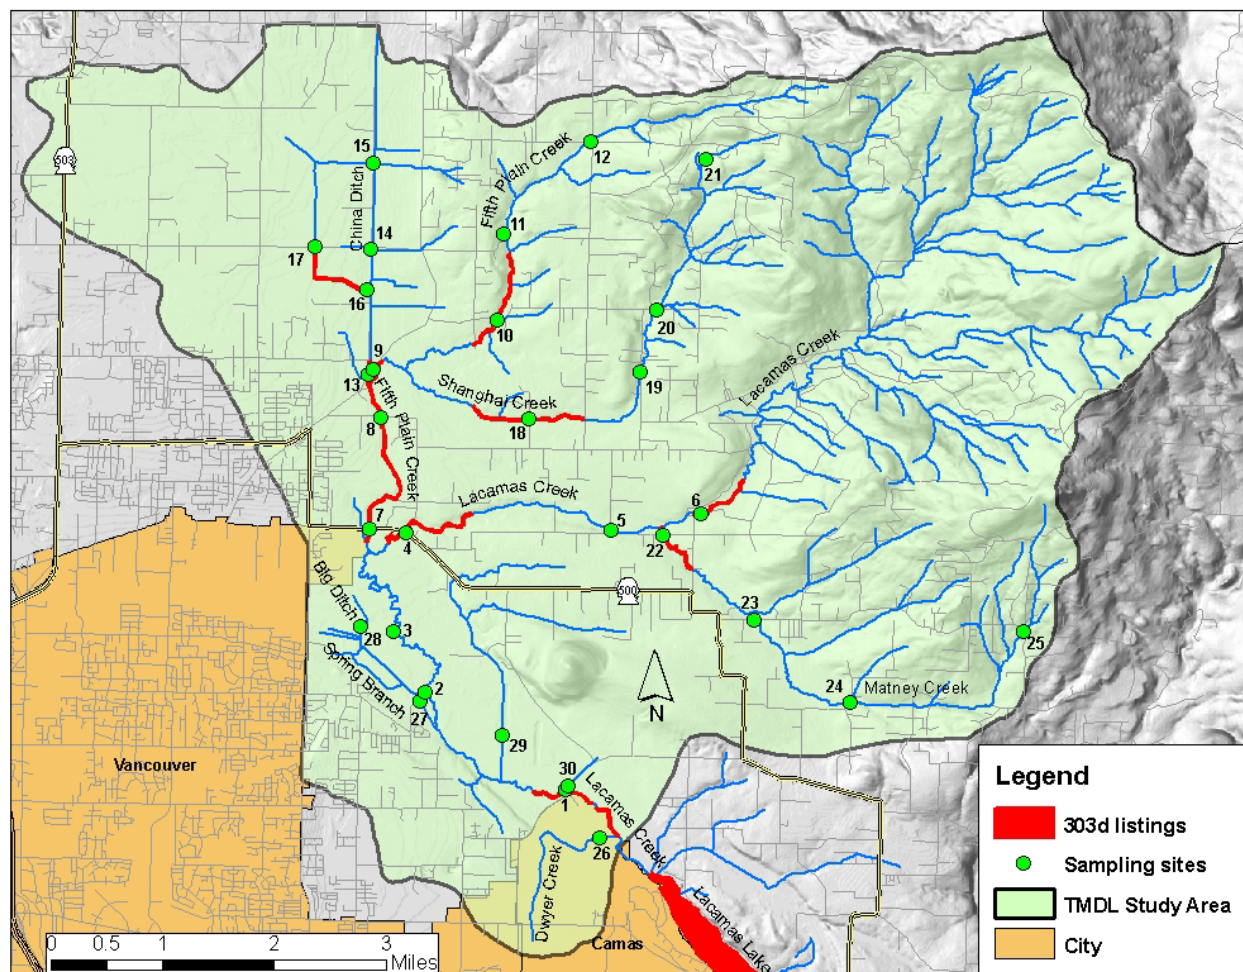 503
15
China Ditch
14
17
16
Fifth Plain Creek
12
11
10
21
20
19
Lacamas Creek
9
13
8
Fifth Plain Creek
Shanghai Creek
18
Lacamas Creek
7
4
5
6
22
500
23
25
24
Matney Creek
Big Ditch
28
3
Spring Branch
2
27
29
N
30
1
Lacamas Creek
26
Dwyer Creek
Vancouver
Camas
Lacamas Lake
Legend
303d listings
Sampling sites
TMDL Study Area
City
0 0.5 1 2 3
Miles